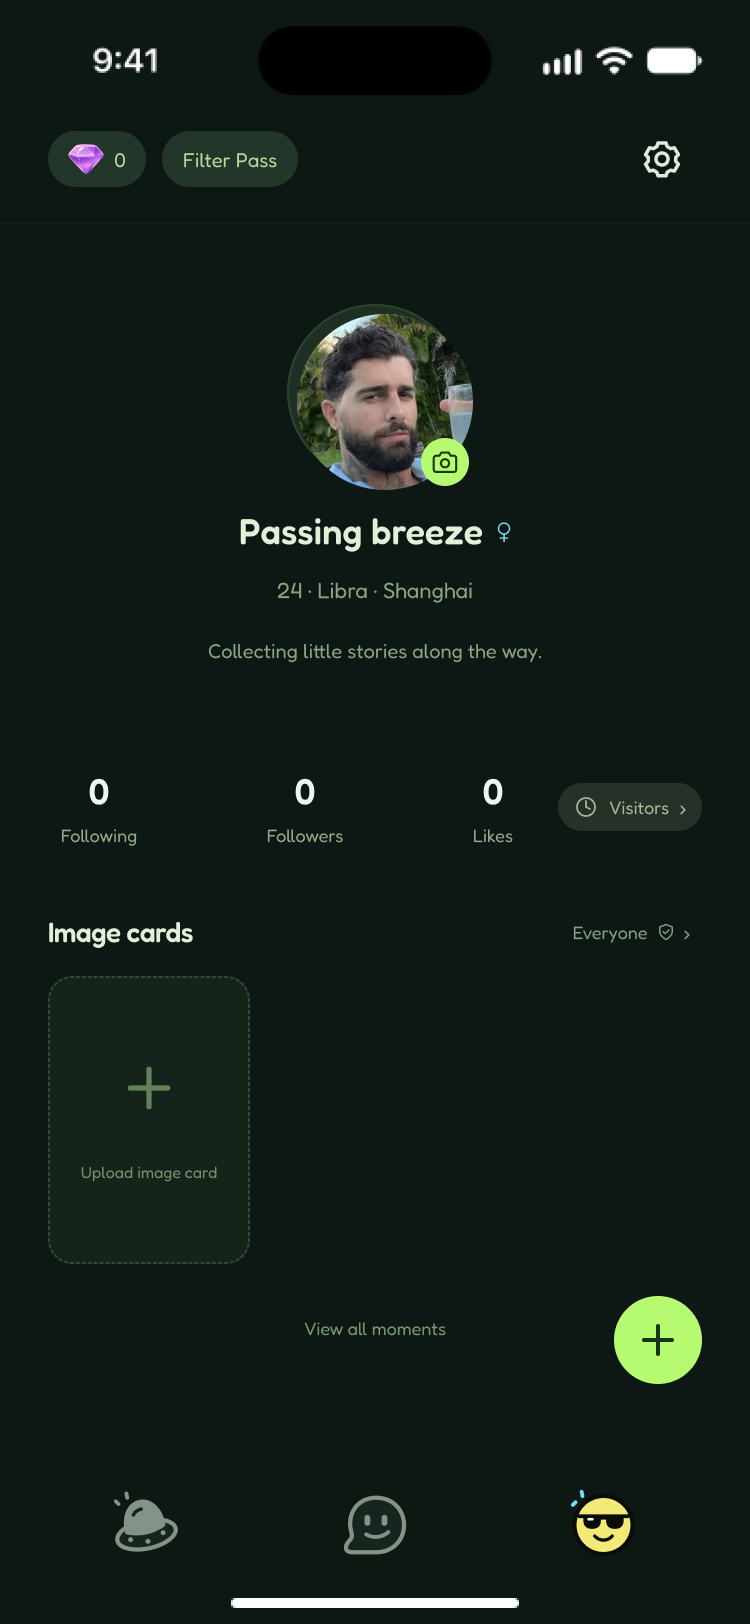 9:41
0
Filter Pass
Passing breeze ♀
24 · Libra · Shanghai
Collecting little stories along the way.
0
Following
0
Followers
0
Likes
Visitors ›
Image cards
Everyone ›
Upload image card
View all moments